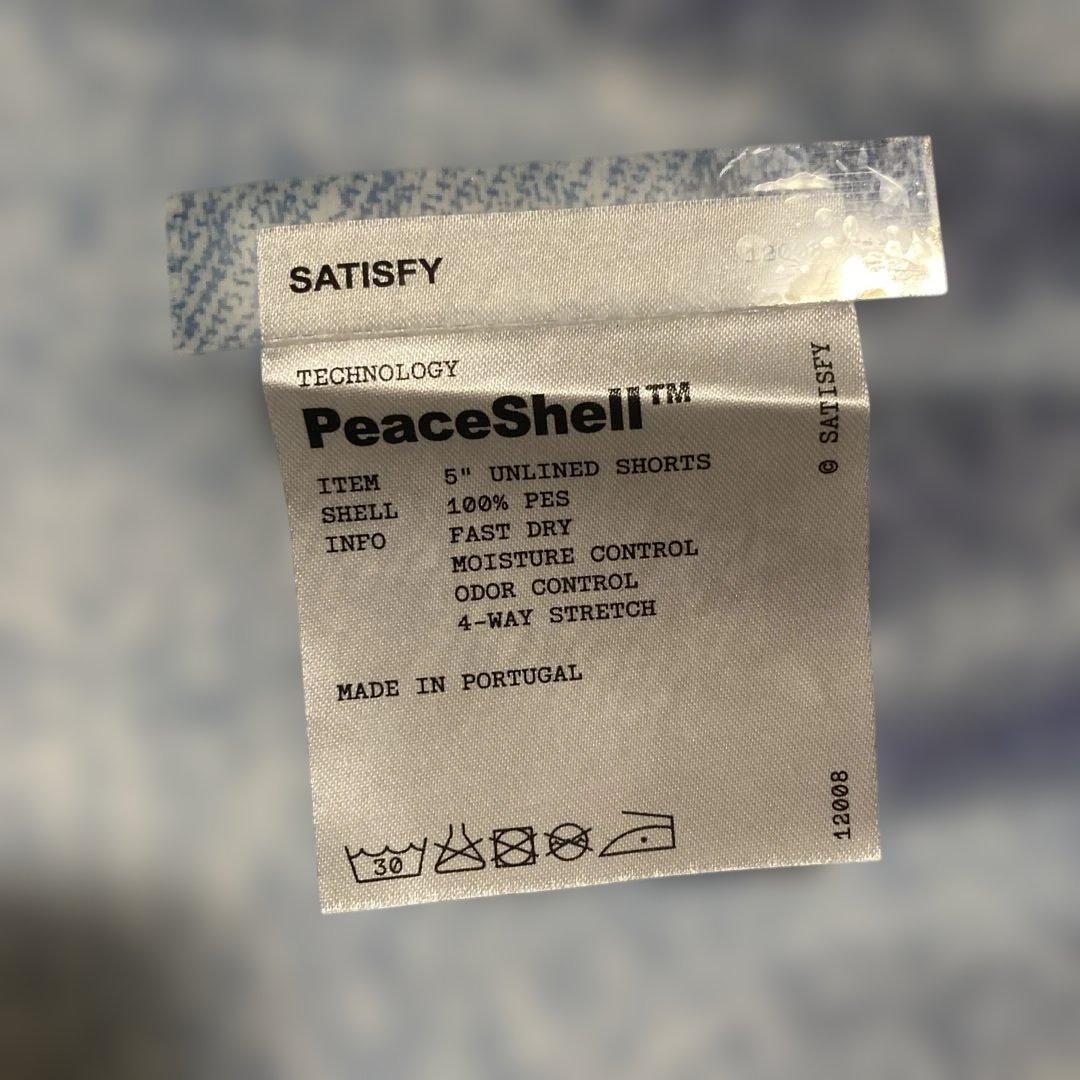 SATISFY
TECHNOLOGY
PeaceShell™
ITEM 5" UNLINED SHORTS
SHELL 100% PES
INFO FAST DRY
MOISTURE CONTROL
ODOR CONTROL
4-WAY STRETCH
MADE IN PORTUGAL
30
© SATISFY
12008